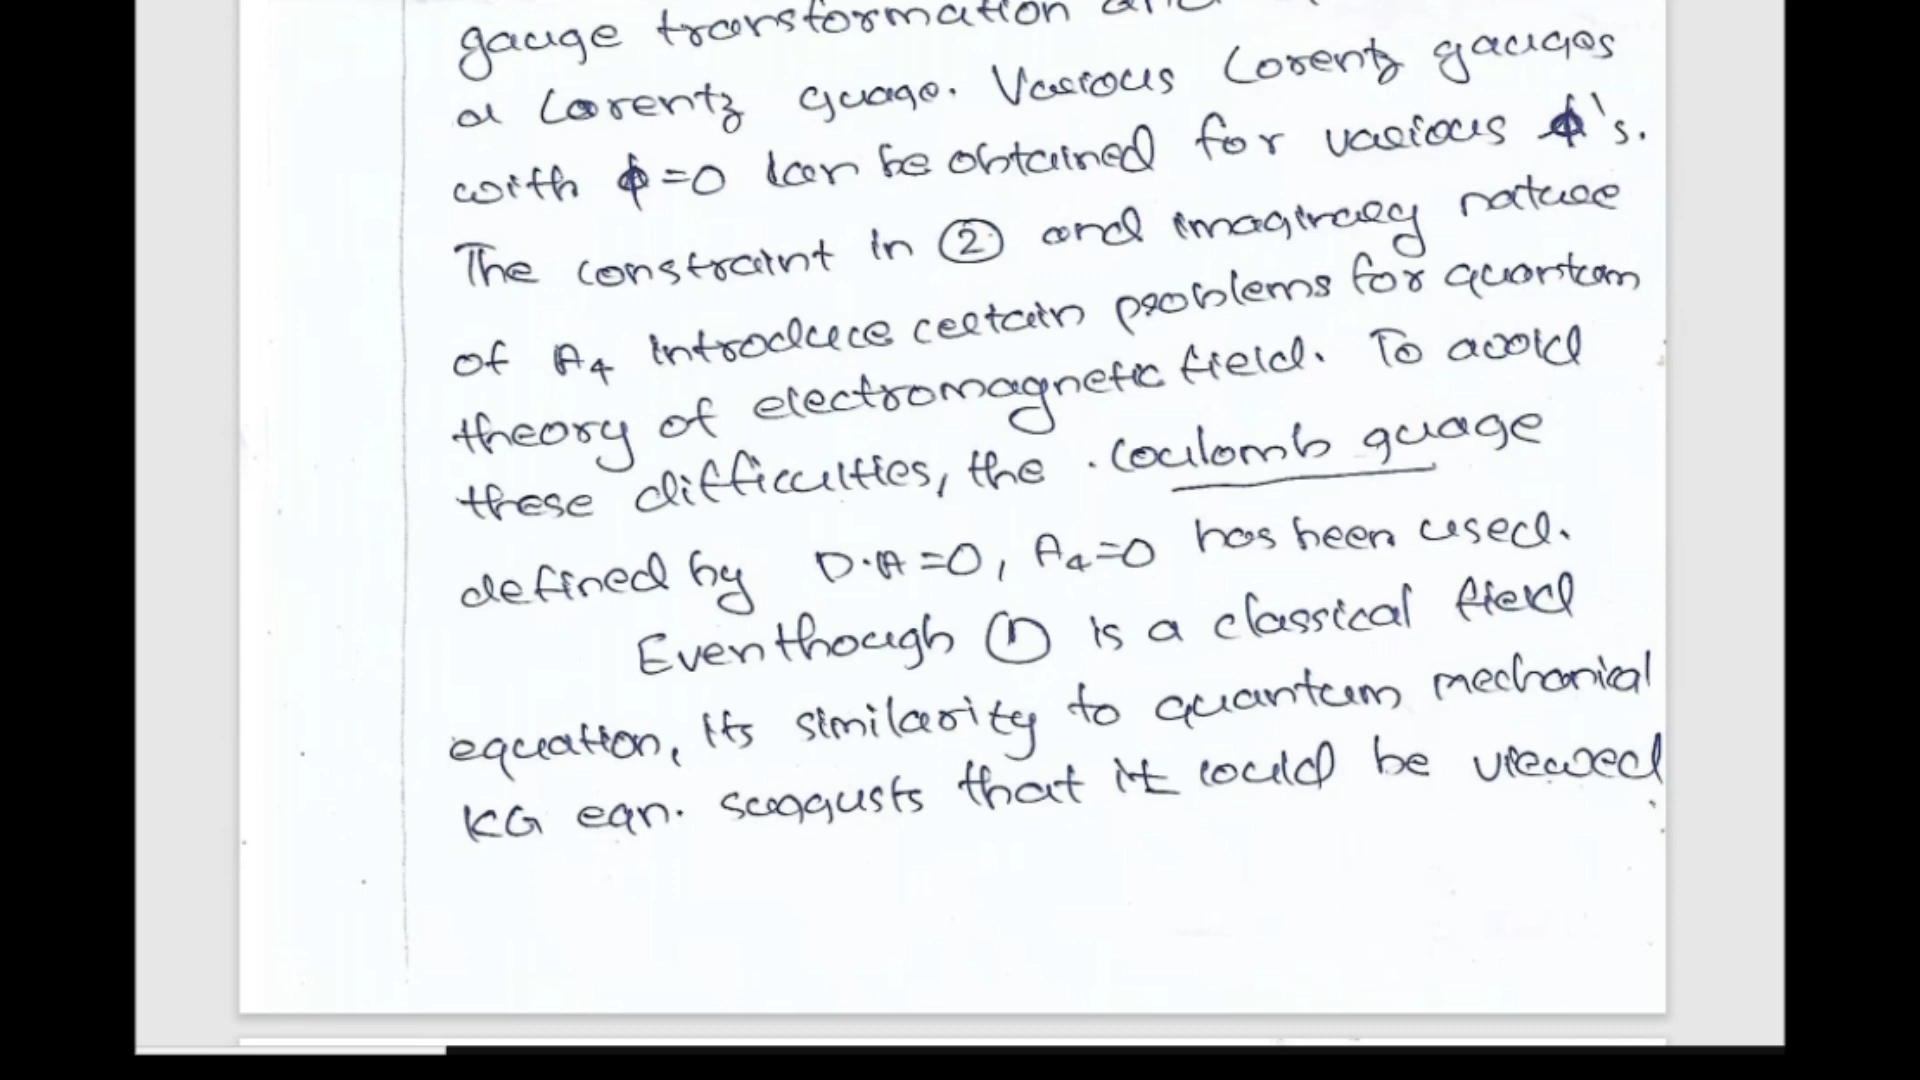 gauge transformation and
a Lorentz guage. Various Lorentz gauges
with ϕ=0 can be obtained for various ϕ's.
The constraint in ② and imaginary nature
of A₄ introduce certain problems for quantum
theory of electromagnetic field. To avoid
these difficulties, the Coulomb guage
defined by D·A=0, A₄=0 has been used.
Eventhough ① is a classical field
equation, its similarity to quantum mechanical
KG eqn. suggusts that it could be viewed